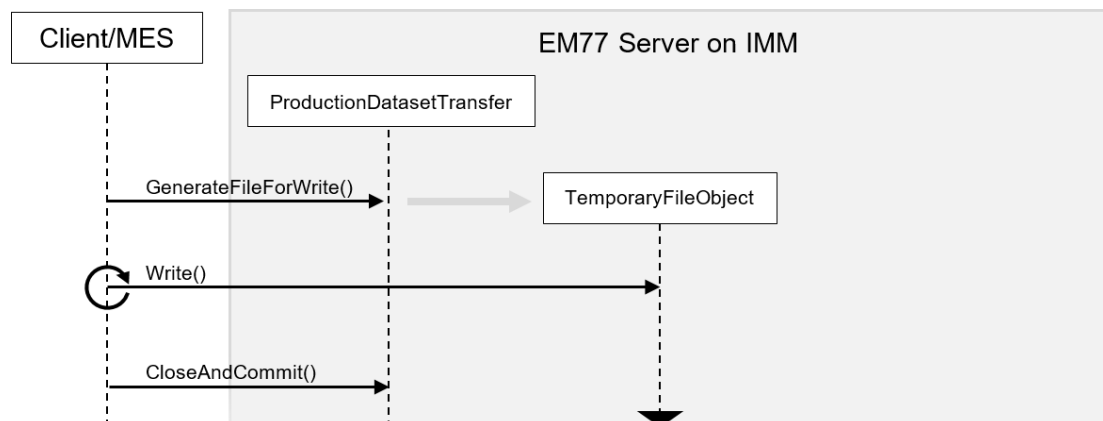 Client/MES
EM77 Server on IMM
ProductionDatasetTransfer
GenerateFileForWrite()
TemporaryFileObject
Write()
CloseAndCommit()